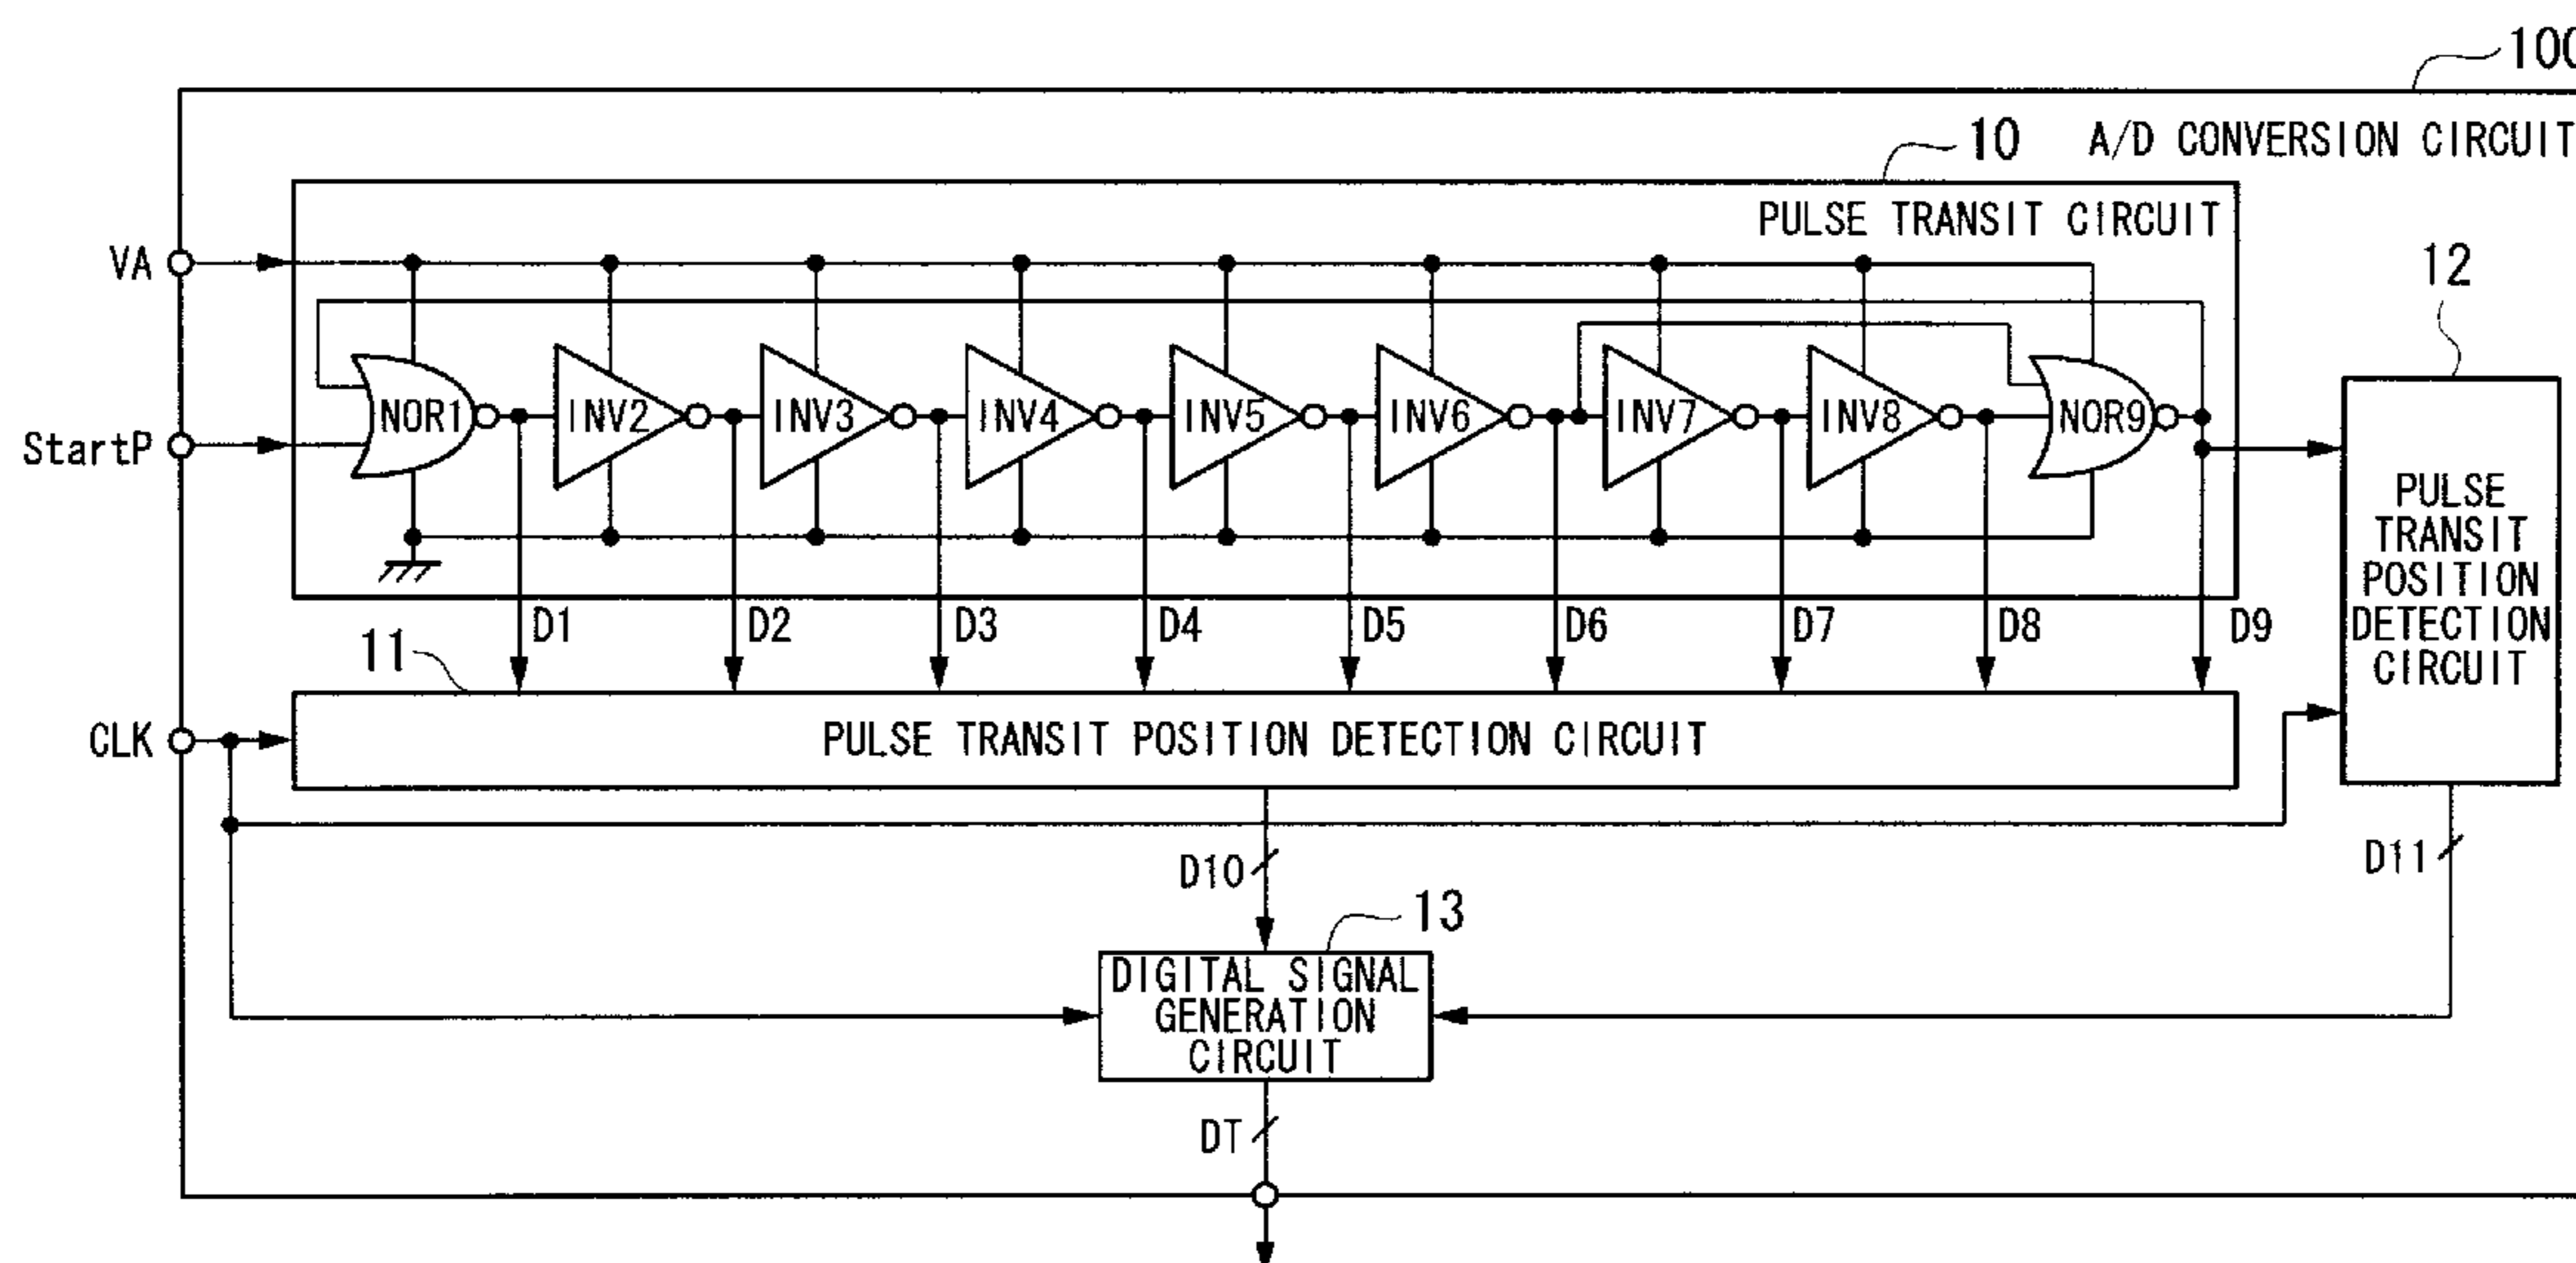 100
A/D CONVERSION CIRCUIT
10
PULSE TRANSIT CIRCUIT
VA
12
NOR1
INV2
INV3
INV4
INV5
INV6
INV7
INV8
NOR9
StartP
PULSE
TRANSIT
POSITION
DETECTION
CIRCUIT
D1
D2
D3
D4
D5
D6
D7
D8
D9
11
CLK
PULSE TRANSIT POSITION DETECTION CIRCUIT
D10
D11
13
DIGITAL SIGNAL
GENERATION
CIRCUIT
DT